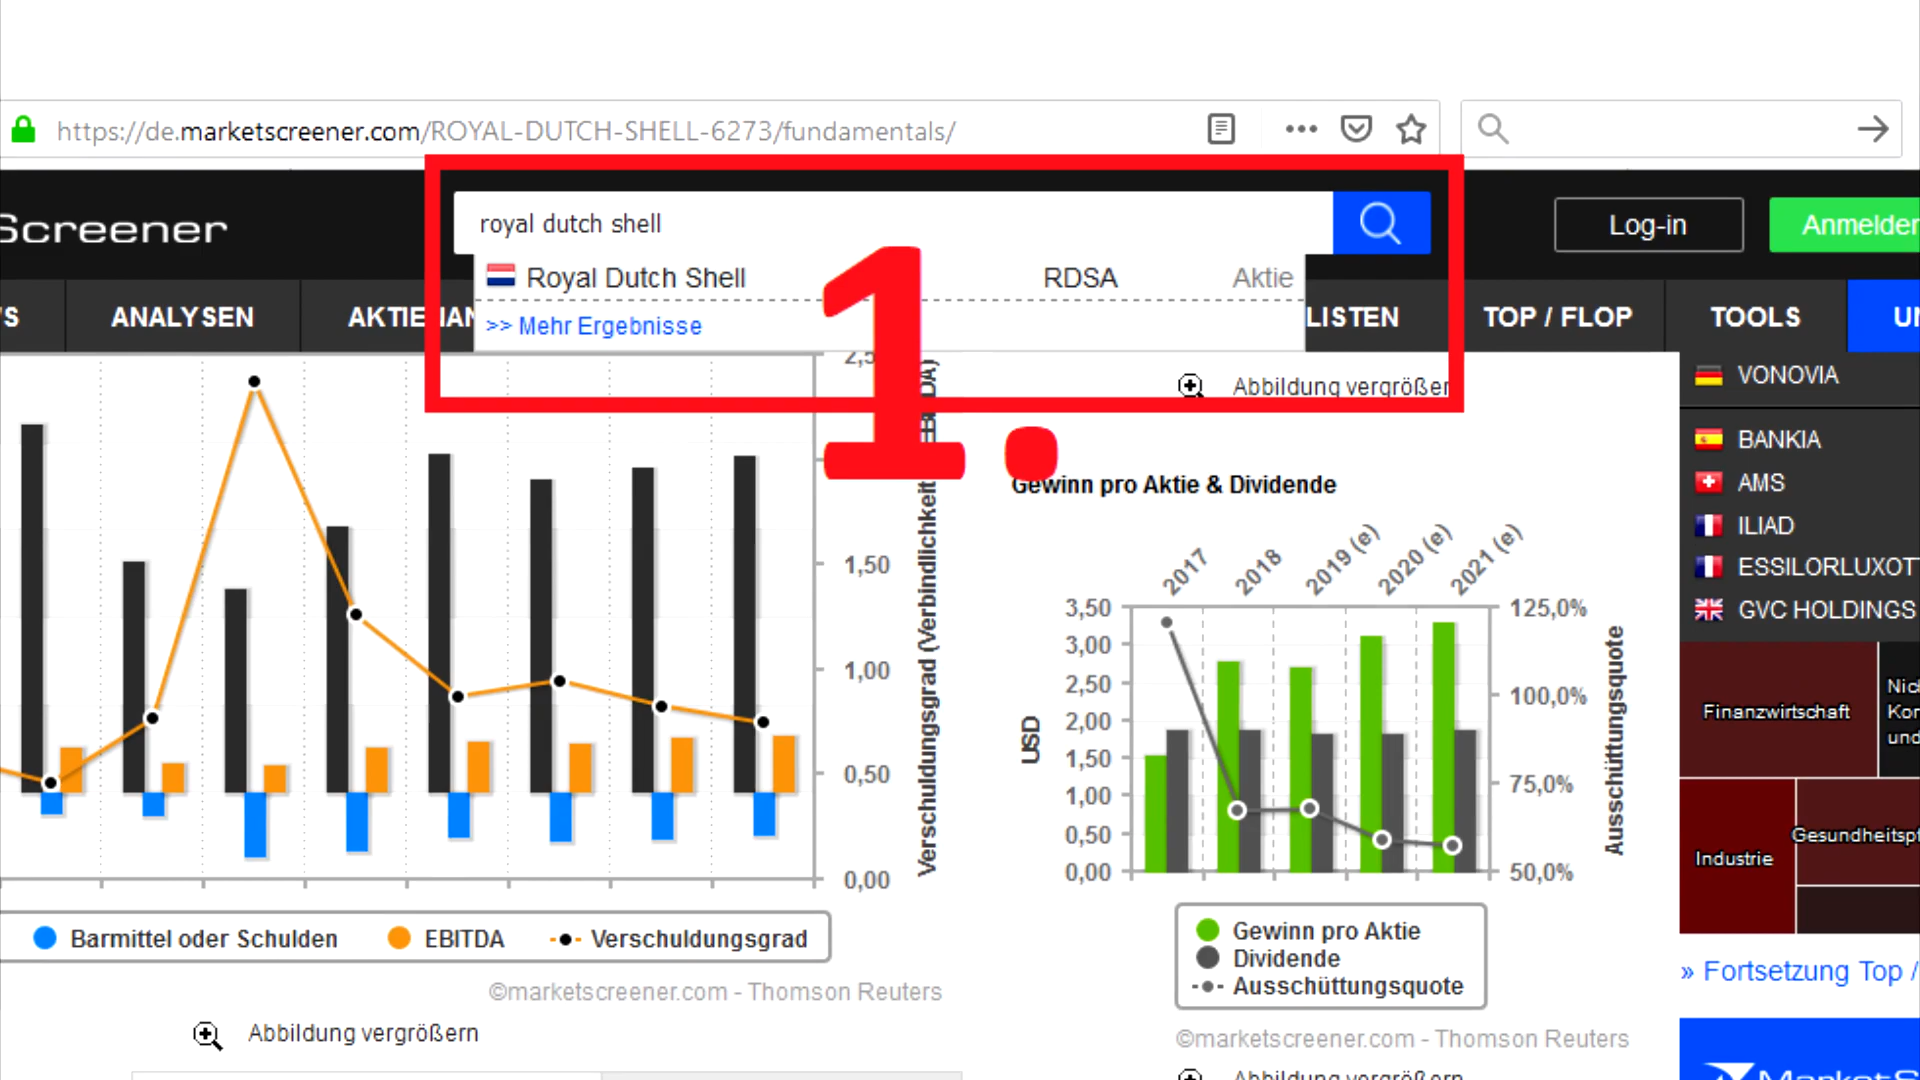 https://de.marketscreener.com/ROYAL-DUTCH-SHELL-6273/fundamentals/
Screener
royal dutch shell
Log-in
Anmelden
Royal Dutch Shell RDSA Aktie
>> Mehr Ergebnisse
ANALYSEN
LISTEN
TOP / FLOP
TOOLS
1.
Abbildung vergrößern
VONOVIA
BANKIA
AMS
ILIAD
ESSILORLUXOTT
GVC HOLDINGS
1,50
1,00
0,50
0,00
Verschuldungsgrad (Verbindlichkeit
Barmittel oder Schulden
EBITDA
Verschuldungsgrad
©marketscreener.com - Thomson Reuters
Abbildung vergrößern
Gewinn pro Aktie & Dividende
2017
2018
2019 (e)
2020 (e)
2021 (e)
3,50
3,00
2,50
2,00
1,50
1,00
0,50
0,00
USD
125,0%
100,0%
75,0%
50,0%
Ausschüttungsquote
Gewinn pro Aktie
Dividende
Ausschüttungsquote
©marketscreener.com - Thomson Reuters
Abbildung vergrößern
Finanzwirtschaft
und
Industrie
Gesundheitspf
» Fortsetzung Top /